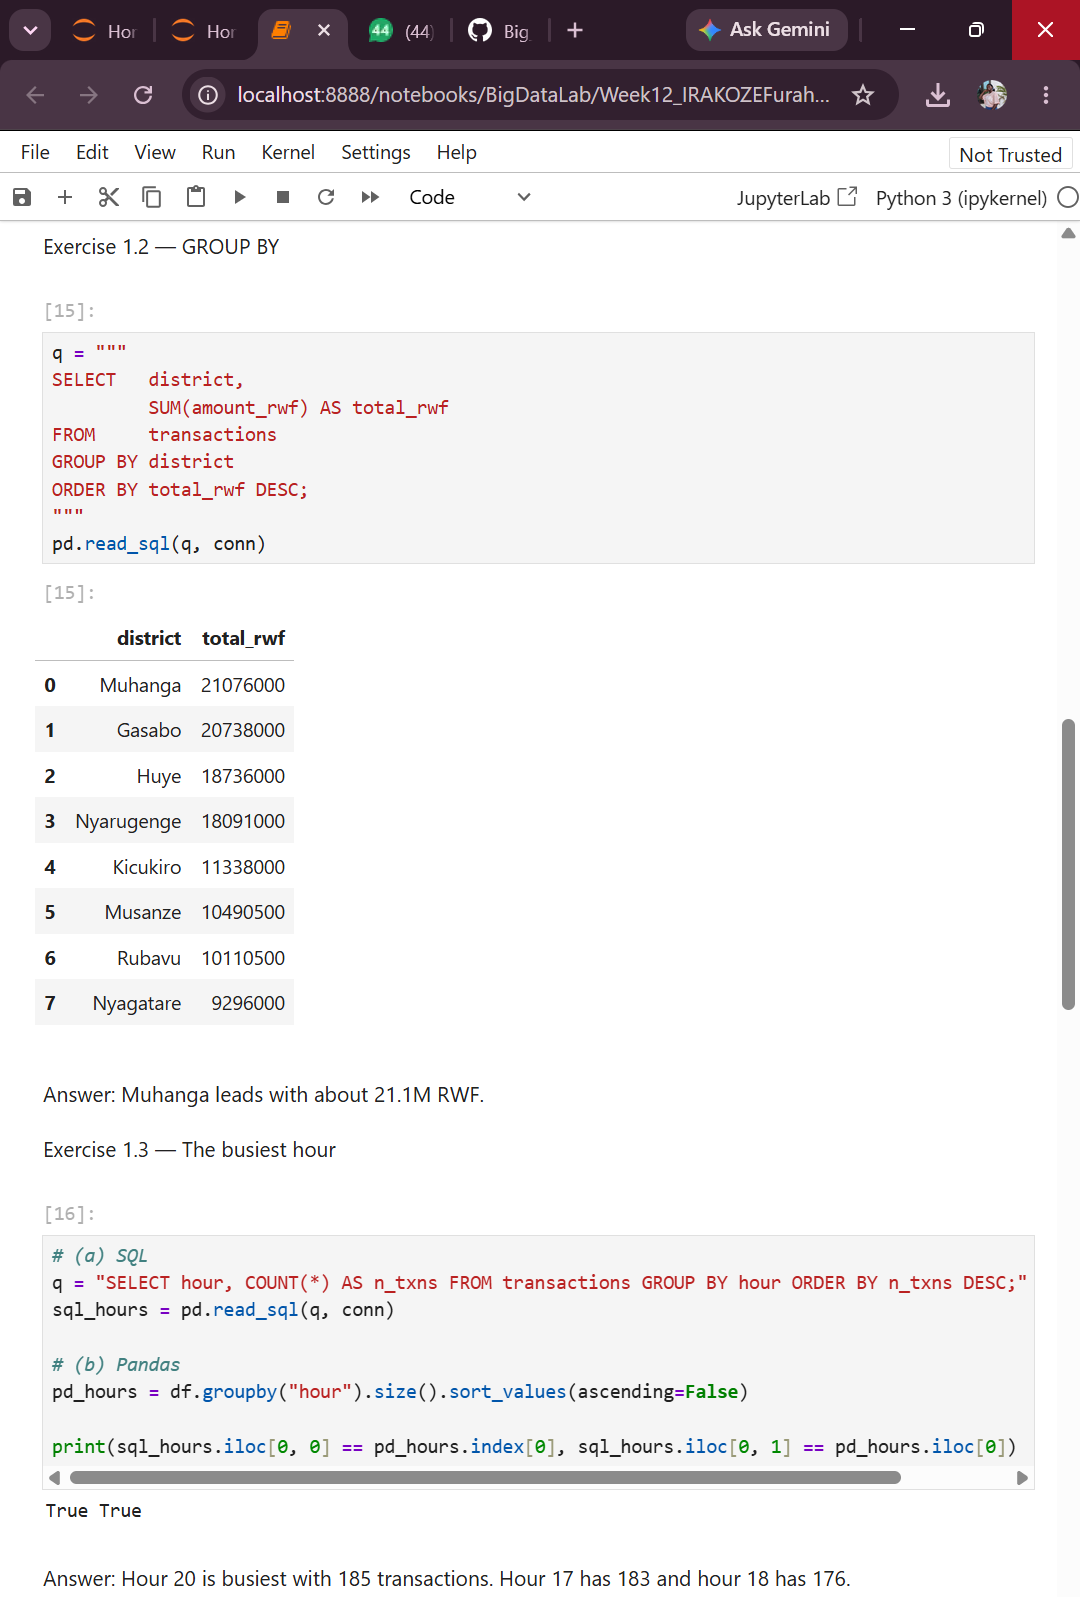 Hor
Hor
44
(44)
Big
Ask Gemini
localhost:8888/notebooks/BigDataLab/Week12_IRAKOZEFurah...
File Edit View Run Kernel Settings Help
Not Trusted
Code
JupyterLab
Python 3 (ipykernel)
Exercise 1.2 — GROUP BY
[15]:
q = """
SELECT   district,
         SUM(amount_rwf) AS total_rwf
FROM     transactions
GROUP BY district
ORDER BY total_rwf DESC;
"""
pd.read_sql(q, conn)
[15]:
district total_rwf
0 Muhanga 21076000
1 Gasabo 20738000
2 Huye 18736000
3 Nyarugenge 18091000
4 Kicukiro 11338000
5 Musanze 10490500
6 Rubavu 10110500
7 Nyagatare 9296000
Answer: Muhanga leads with about 21.1M RWF.
Exercise 1.3 — The busiest hour
[16]:
# (a) SQL
q = "SELECT hour, COUNT(*) AS n_txns FROM transactions GROUP BY hour ORDER BY n_txns DESC;"
sql_hours = pd.read_sql(q, conn)
# (b) Pandas
pd_hours = df.groupby("hour").size().sort_values(ascending=False)
print(sql_hours.iloc[0, 0] == pd_hours.index[0], sql_hours.iloc[0, 1] == pd_hours.iloc[0])
True True
Answer: Hour 20 is busiest with 185 transactions. Hour 17 has 183 and hour 18 has 176.